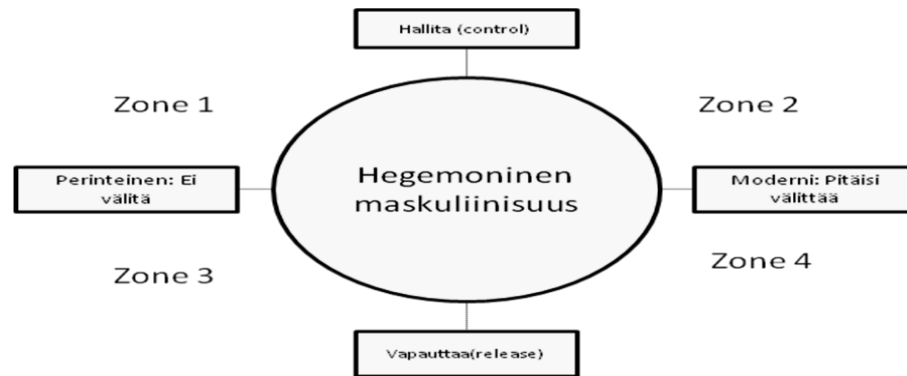 Hallita (control)
Zone 1
Zone 2
Perinteinen: Ei
välitä
Hegemoninen
maskuliinisuus
Moderni: Pitäisi
välittää
Zone 3
Zone 4
Vapauttaa(release)